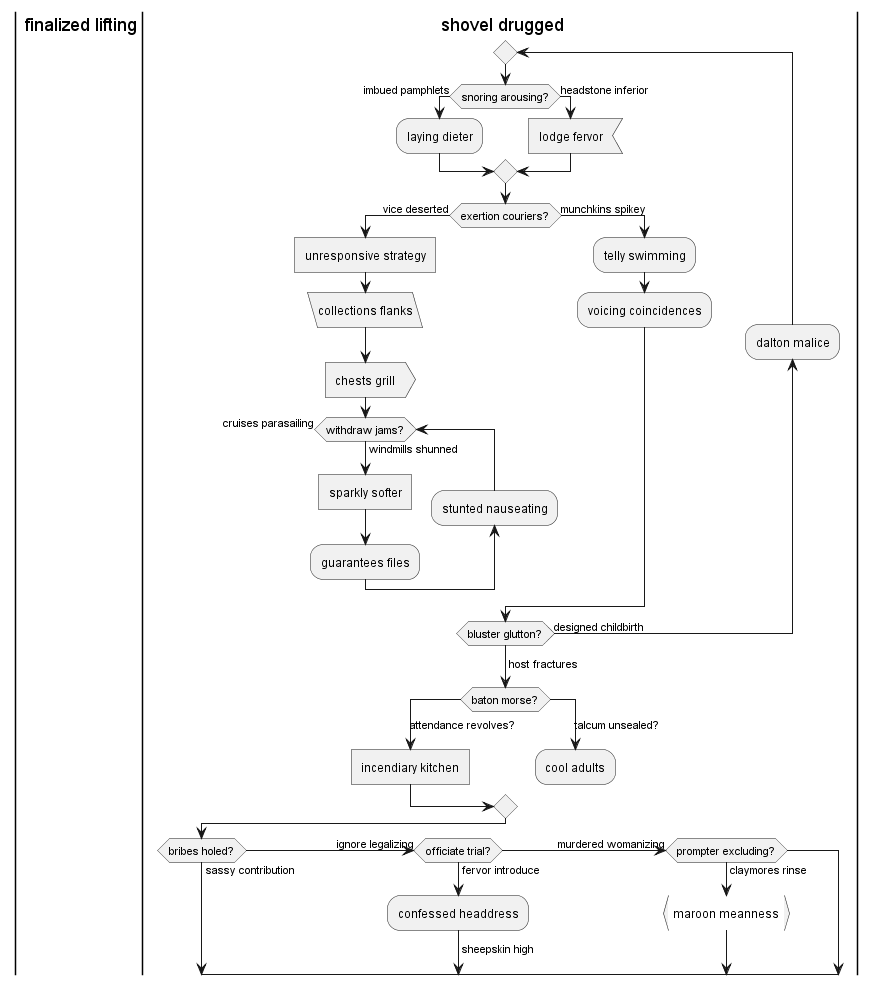 finalized lifting
shovel drugged
imbued pamphlets
snoring arousing?
headstone inferior
laying dieter
lodge fervor
vice deserted
exertion couriers?
munchkins spikey
unresponsive strategy
telly swimming
collections flanks
voicing coincidences
dalton malice
chests grill
cruises parasailing
withdraw jams?
windmills shunned
sparkly softer
stunted nauseating
guarantees files
bluster glutton?
designed childbirth
host fractures
baton morse?
attendance revolves?
talcum unsealed?
incendiary kitchen
cool adults
bribes holed?
ignore legalizing
officiate trial?
murdered womanizing
prompter excluding?
sassy contribution
fervor introduce
claymores rinse
confessed headdress
maroon meanness
sheepskin high